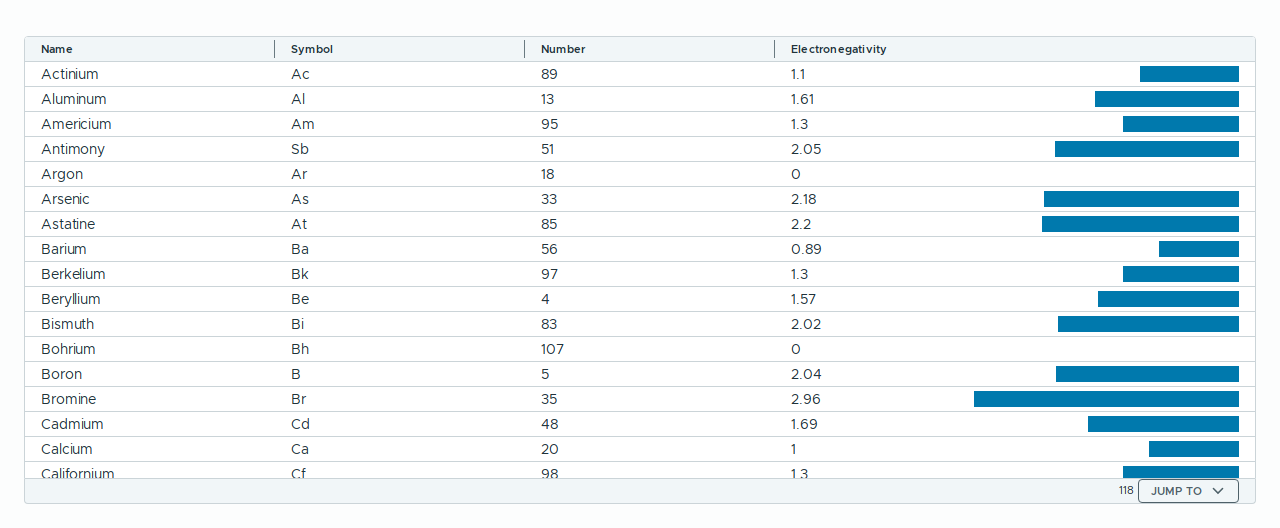 Name Symbol Number Electronegativity
Actinium Ac 89 1.1
Aluminum Al 13 1.61
Americium Am 95 1.3
Antimony Sb 51 2.05
Argon Ar 18 0
Arsenic As 33 2.18
Astatine At 85 2.2
Barium Ba 56 0.89
Berkelium Bk 97 1.3
Beryllium Be 4 1.57
Bismuth Bi 83 2.02
Bohrium Bh 107 0
Boron B 5 2.04
Bromine Br 35 2.96
Cadmium Cd 48 1.69
Calcium Ca 20 1
Californium Cf 98 1.3
118 JUMP TO